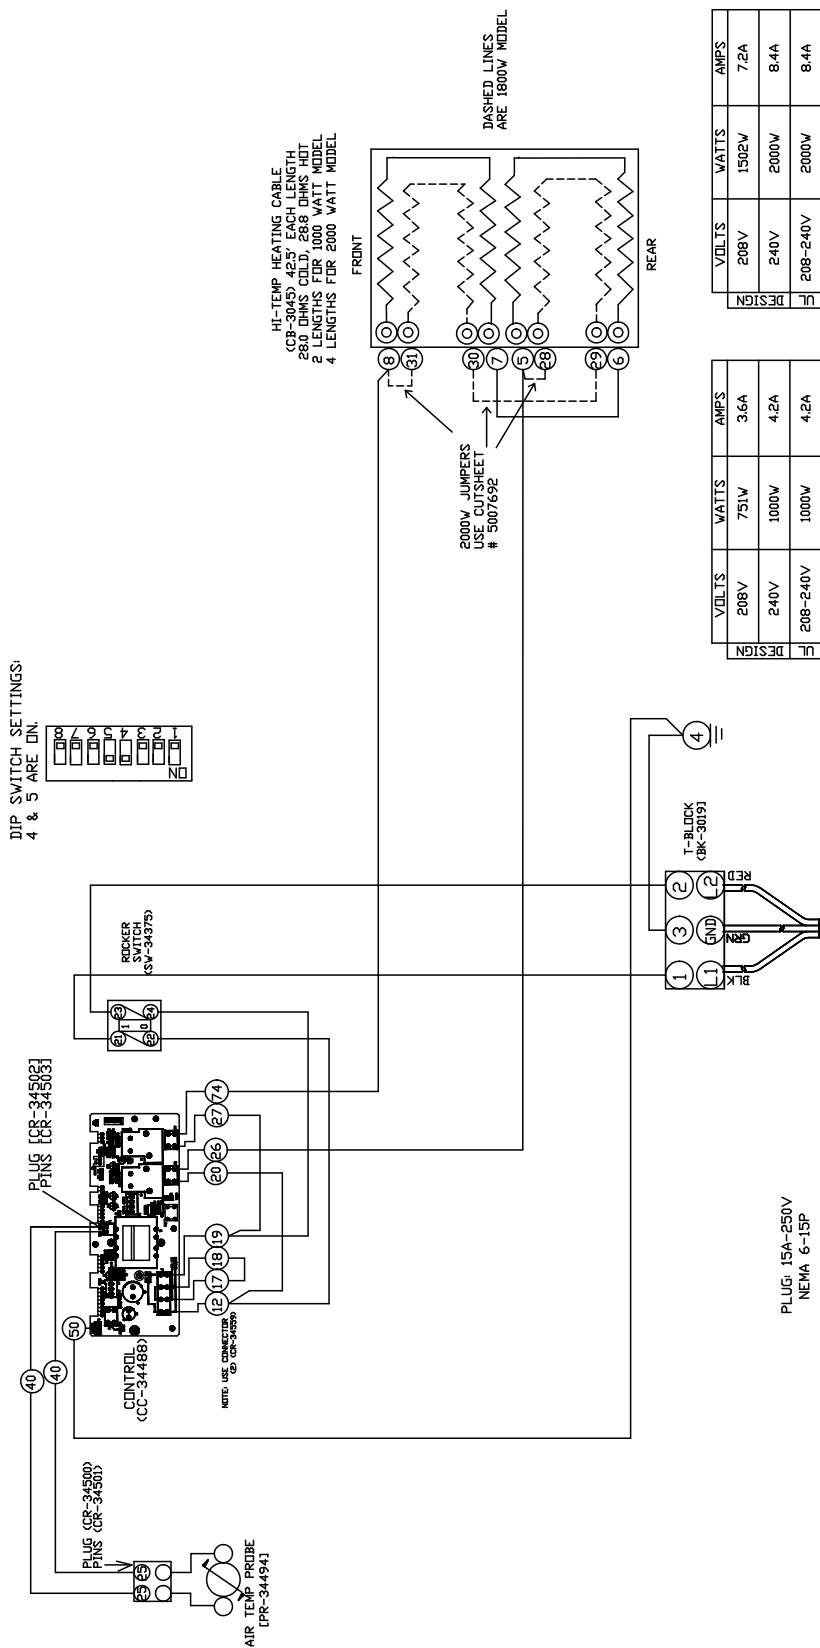 DIP SWITCH SETTINGS:
4 & 5 ARE ON.
ON
1 2 3 4 5 6 7 8
HI-TEMP HEATING CABLE
(CB-3045) 42.5' EACH LENGTH
28.0 OHMS COLD, 28.8 OHMS HOT
2 LENGTHS FOR 1000 WATT MODEL
4 LENGTHS FOR 2000 WATT MODEL
DASHED LINES
ARE 1800W MODEL
FRONT
REAR
8
31
30
7
5
28
29
6
2000W JUMPERS
USE CUTSHEET
# 5007692
PLUG [CR-34502]
PINS [CR-34503]
ROCKER
SWITCH
(SW-34375)
21
23
1
0
22
24
40
40
50
CONTROL
(CC-34488)
12
17
18
19
20
26
27
74
NOTE: USE CONNECTOR
(2) (CR-34559)
PLUG (CR-34500)
PINS (CR-34501)
25
25
AIR TEMP PROBE
[PR-34494]
4
T-BLOCK
(BK-3019)
1
3
2
L1
GND
L2
BLK
GRN
RED
PLUG: 15A-250V
NEMA 6-15P
VOLTS WATTS AMPS
DESIGN
208V 751W 3.6A
240V 1000W 4.2A
UL 208-240V 1000W 4.2A
VOLTS WATTS AMPS
DESIGN
208V 1502W 7.2A
240V 2000W 8.4A
UL 208-240V 2000W 8.4A